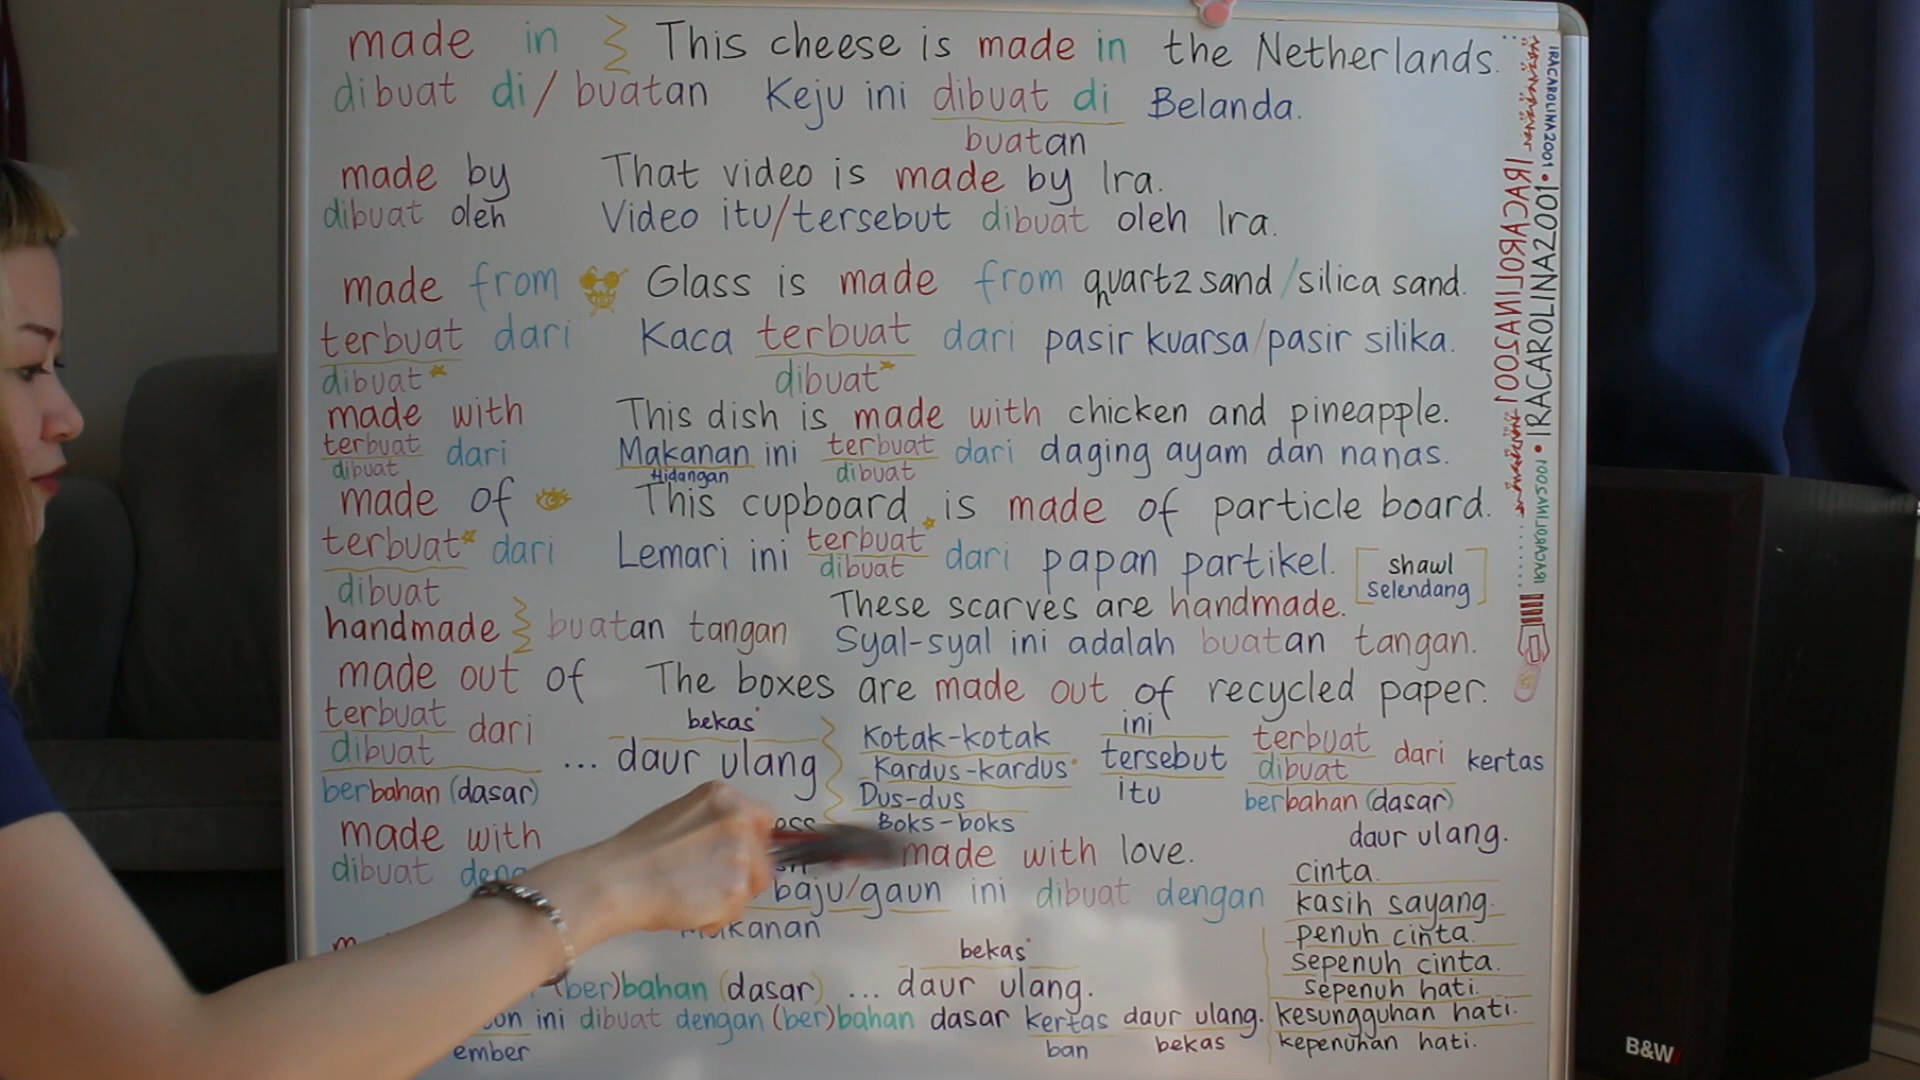 made in This cheese is made in the Netherlands.
dibuat di/ buatan Keju ini dibuat di Belanda.
buatan
made by That video is made by Ira.
dibuat oleh Video itu/tersebut dibuat oleh Ira.
made from Glass is made from quartz sand/silica sand.
terbuat dari Kaca terbuat dari pasir kuarsa/pasir silika.
dibuat* dibuat*
made with This dish is made with chicken and pineapple.
terbuat dari Makanan ini terbuat dari daging ayam dan nanas.
dibuat Hidangan dibuat
made of This cupboard is made of particle board.
terbuat* dari Lemari ini terbuat* dari papan partikel.
dibuat dibuat
shawl
selendang
handmade buatan tangan These scarves are handmade.
Syal-syal ini adalah buatan tangan.
made out of The boxes are made out of recycled paper.
terbuat dari
dibuat
berbahan (dasar)
bekas
... daur ulang
Kotak-kotak ini terbuat dari kertas
Kardus-kardus tersebut dibuat
Dus-dus itu berbahan (dasar)
Boks-boks daur ulang.
made with made with love.
dibuat baju/gaun ini dibuat dengan cinta.
kasih sayang.
penuh cinta.
sepenuh cinta.
sepenuh hati.
kesungguhan hati.
kepenuhan hati.
bekas
(ber)bahan (dasar) ... daur ulang.
ini dibuat dengan (ber)bahan dasar kertas daur ulang.
ember ban bekas
IRACAROLINA2001
IRACAROLINA2001
IRACAROLINA2001
IRACAROLINA2001
B&W